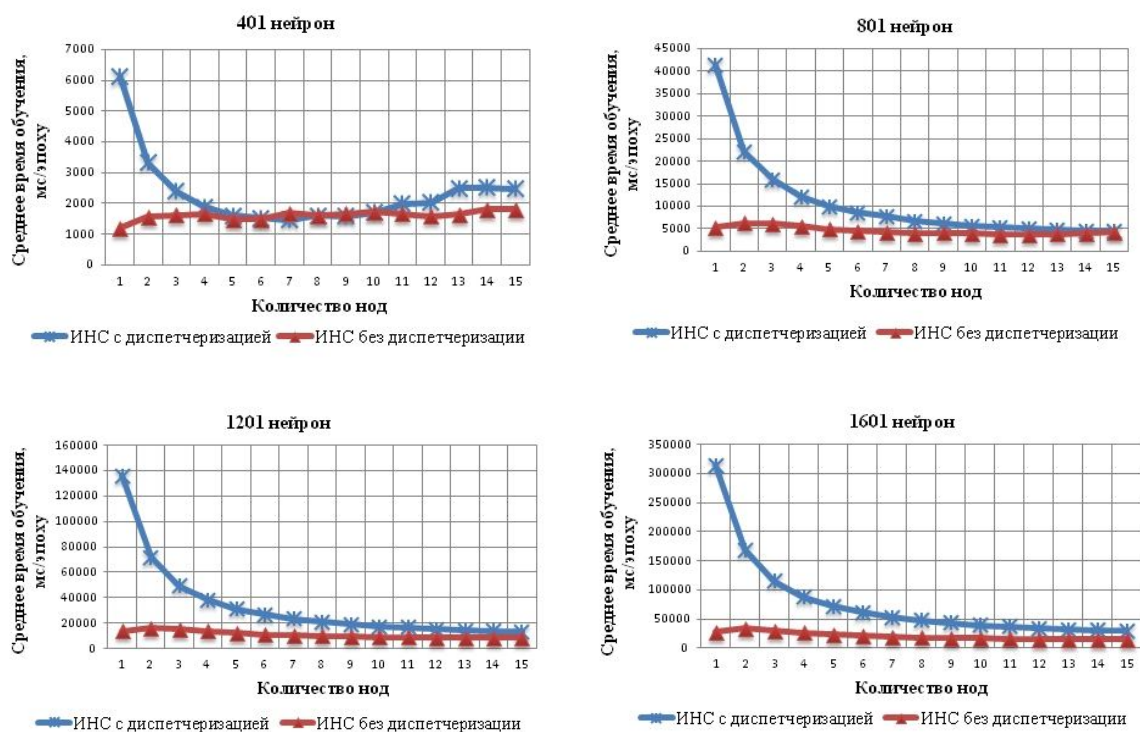 401 нейрон
Среднее время обучения,
мс/эпоху
7000
6000
5000
4000
3000
2000
1000
0
1 2 3 4 5 6 7 8 9 10 11 12 13 14 15
Количество нод
ИНС с диспетчеризацией ИНС без диспетчеризации
801 нейрон
Среднее время обучения,
мс/эпоху
45000
40000
35000
30000
25000
20000
15000
10000
5000
0
1 2 3 4 5 6 7 8 9 10 11 12 13 14 15
Количество нод
ИНС с диспетчеризацией ИНС без диспетчеризации
1201 нейрон
Среднее время обучения,
мс/эпоху
160000
140000
120000
100000
80000
60000
40000
20000
0
1 2 3 4 5 6 7 8 9 10 11 12 13 14 15
Количество нод
ИНС с диспетчеризацией ИНС без диспетчеризации
1601 нейрон
Среднее время обучения,
мс/эпоху
350000
300000
250000
200000
150000
100000
50000
0
1 2 3 4 5 6 7 8 9 10 11 12 13 14 15
Количество нод
ИНС с диспетчеризацией ИНС без диспетчеризации